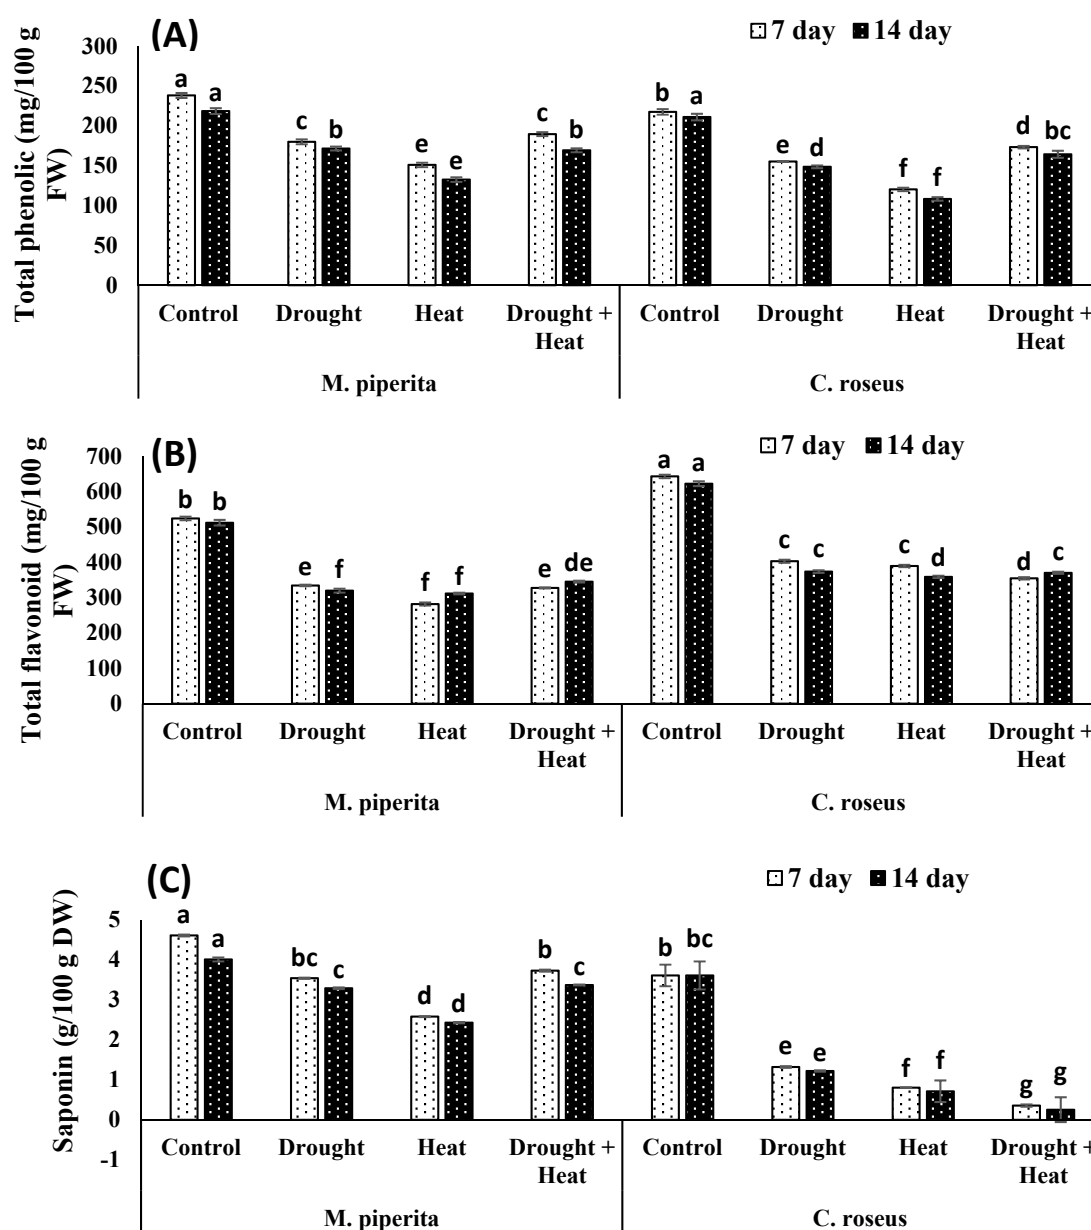 (A)
7 day 14 day
Total phenolic (mg/100 g
FW)
300
250
200
150
100
50
0
a a c b e e c b b a e d f f d bc
Control Drought Heat Drought +
Heat
Control Drought Heat Drought +
Heat
M. piperita C. roseus
(B)
7 day 14 day
Total flavonoid (mg/100 g
FW)
700
600
500
400
300
200
100
0
b b e f f f e de a a c c c d d c
Control Drought Heat Drought +
Heat
Control Drought Heat Drought +
Heat
M. piperita C. roseus
(C)
7 day 14 day
Saponin (g/100 g DW)
5
4
3
2
1
0
-1
a a bc c d d b c b bc e e f f g g
Control Drought Heat Drought +
Heat
Control Drought Heat Drought +
Heat
M. piperita C. roseus